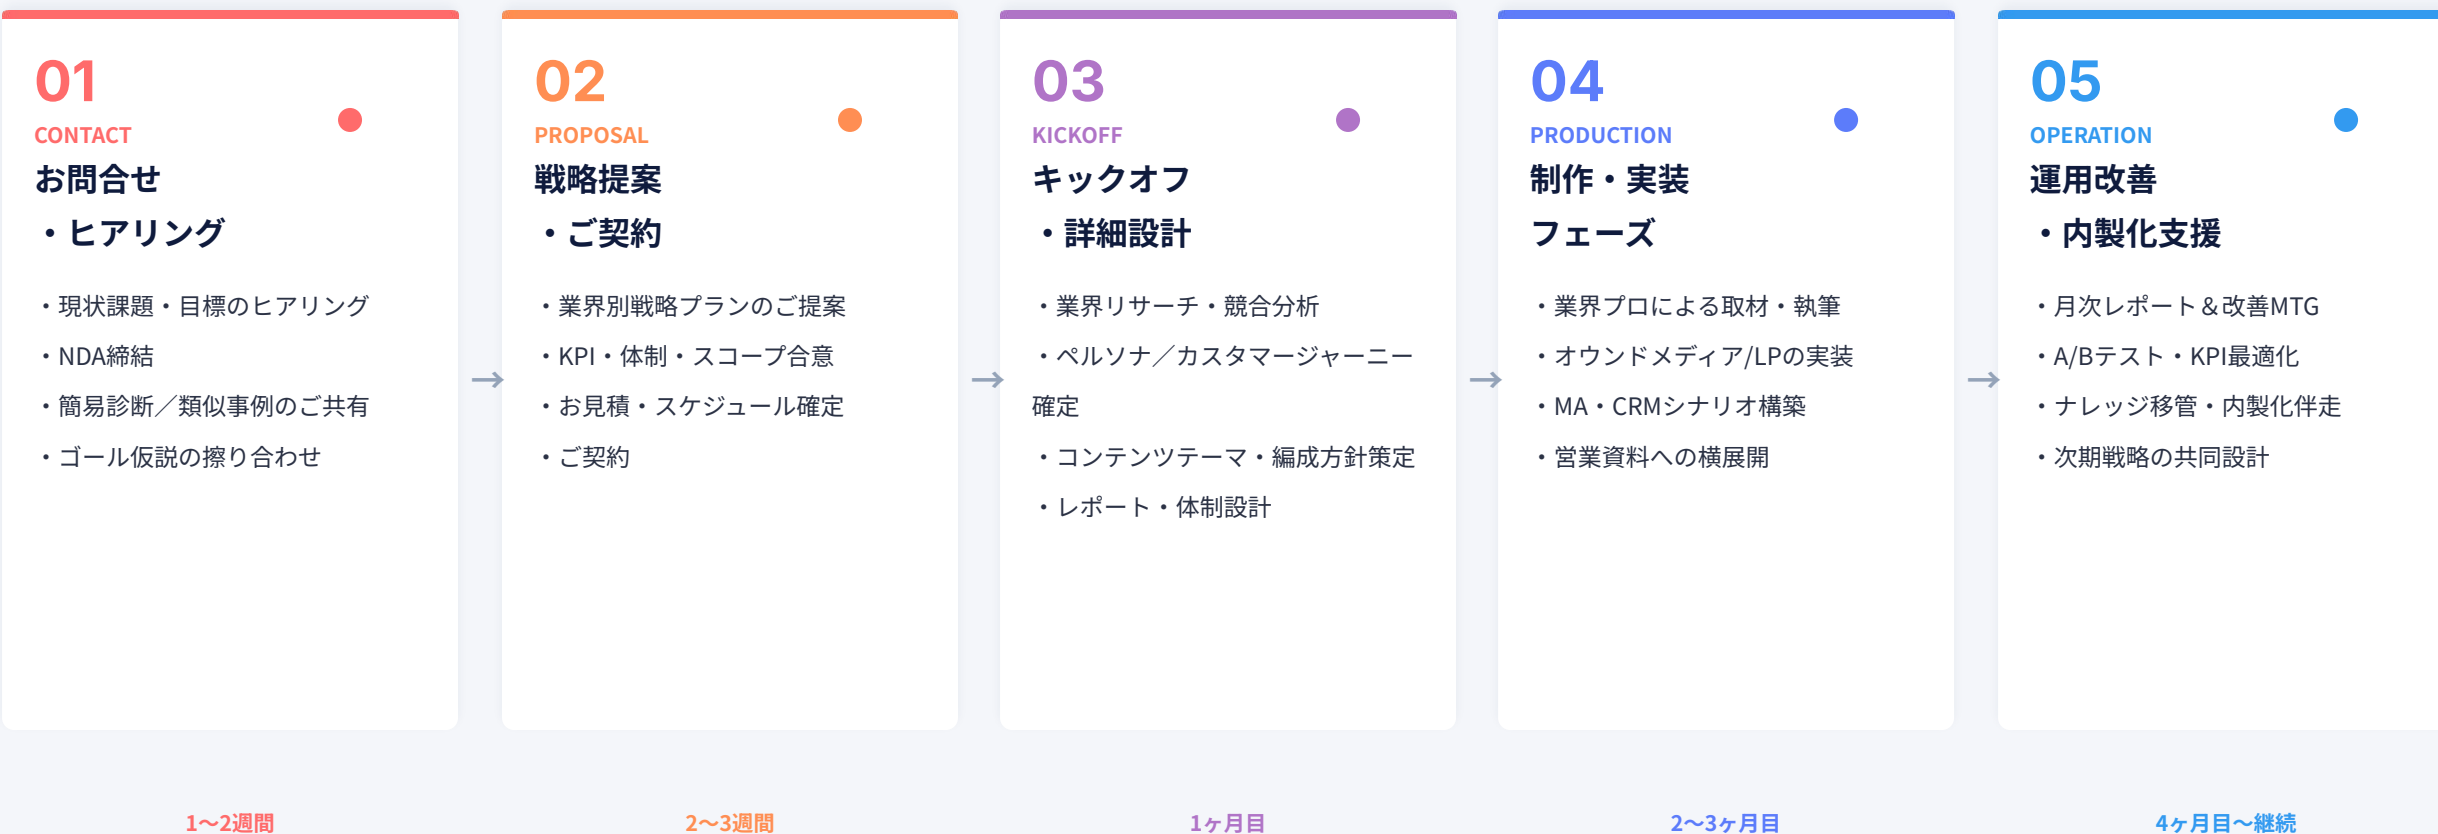 01
CONTACT
お問合せ
・ヒアリング
・現状課題・目標のヒアリング
・NDA締結
・簡易診断／類似事例のご共有
・ゴール仮説の擦り合わせ
1〜2週間
→
02
PROPOSAL
戦略提案
・ご契約
・業界別戦略プランのご提案
・KPI・体制・スコープ合意
・お見積・スケジュール確定
・ご契約
2〜3週間
→
03
KICKOFF
キックオフ
・詳細設計
・業界リサーチ・競合分析
・ペルソナ／カスタマージャーニー
確定
・コンテンツテーマ・編成方針策定
・レポート・体制設計
1ヶ月目
→
04
PRODUCTION
制作・実装
フェーズ
・業界プロによる取材・執筆
・オウンドメディア/LPの実装
・MA・CRMシナリオ構築
・営業資料への横展開
2〜3ヶ月目
→
05
OPERATION
運用改善
・内製化支援
・月次レポート＆改善MTG
・A/Bテスト・KPI最適化
・ナレッジ移管・内製化伴走
・次期戦略の共同設計
4ヶ月目〜継続